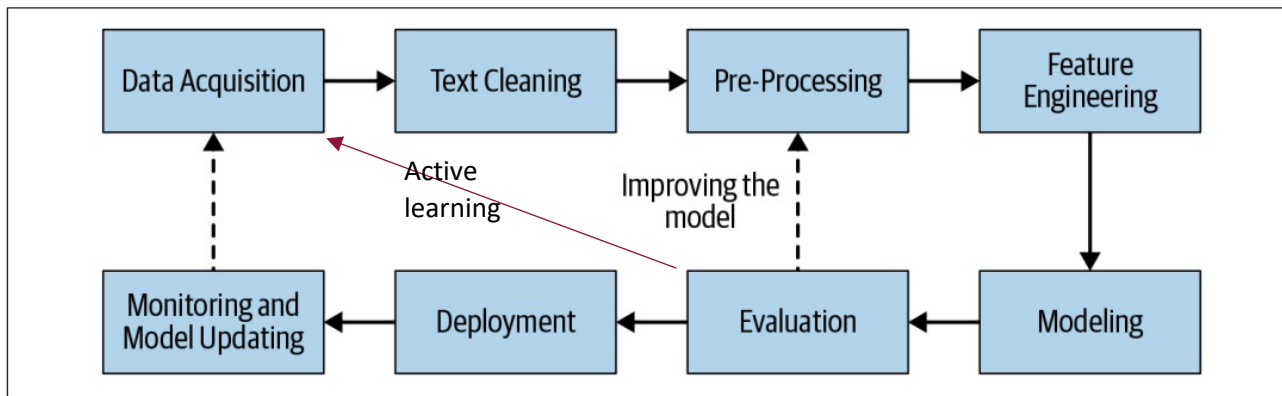 Data Acquisition
Text Cleaning
Pre-Processing
Feature
Engineering
Active
learning
Improving the
model
Monitoring and
Model Updating
Deployment
Evaluation
Modeling